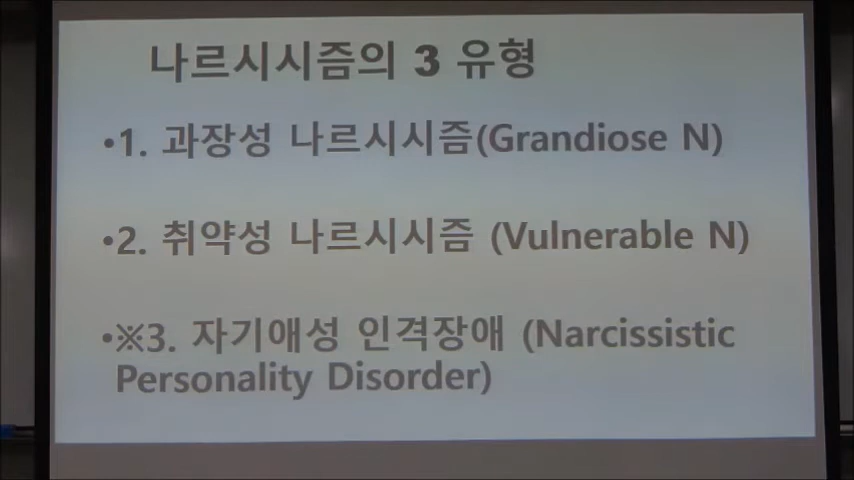 나르시시즘의 3 유형
•1. 과장성 나르시시즘(Grandiose N)
•2. 취약성 나르시시즘 (Vulnerable N)
•※3. 자기애성 인격장애 (Narcissistic
Personality Disorder)